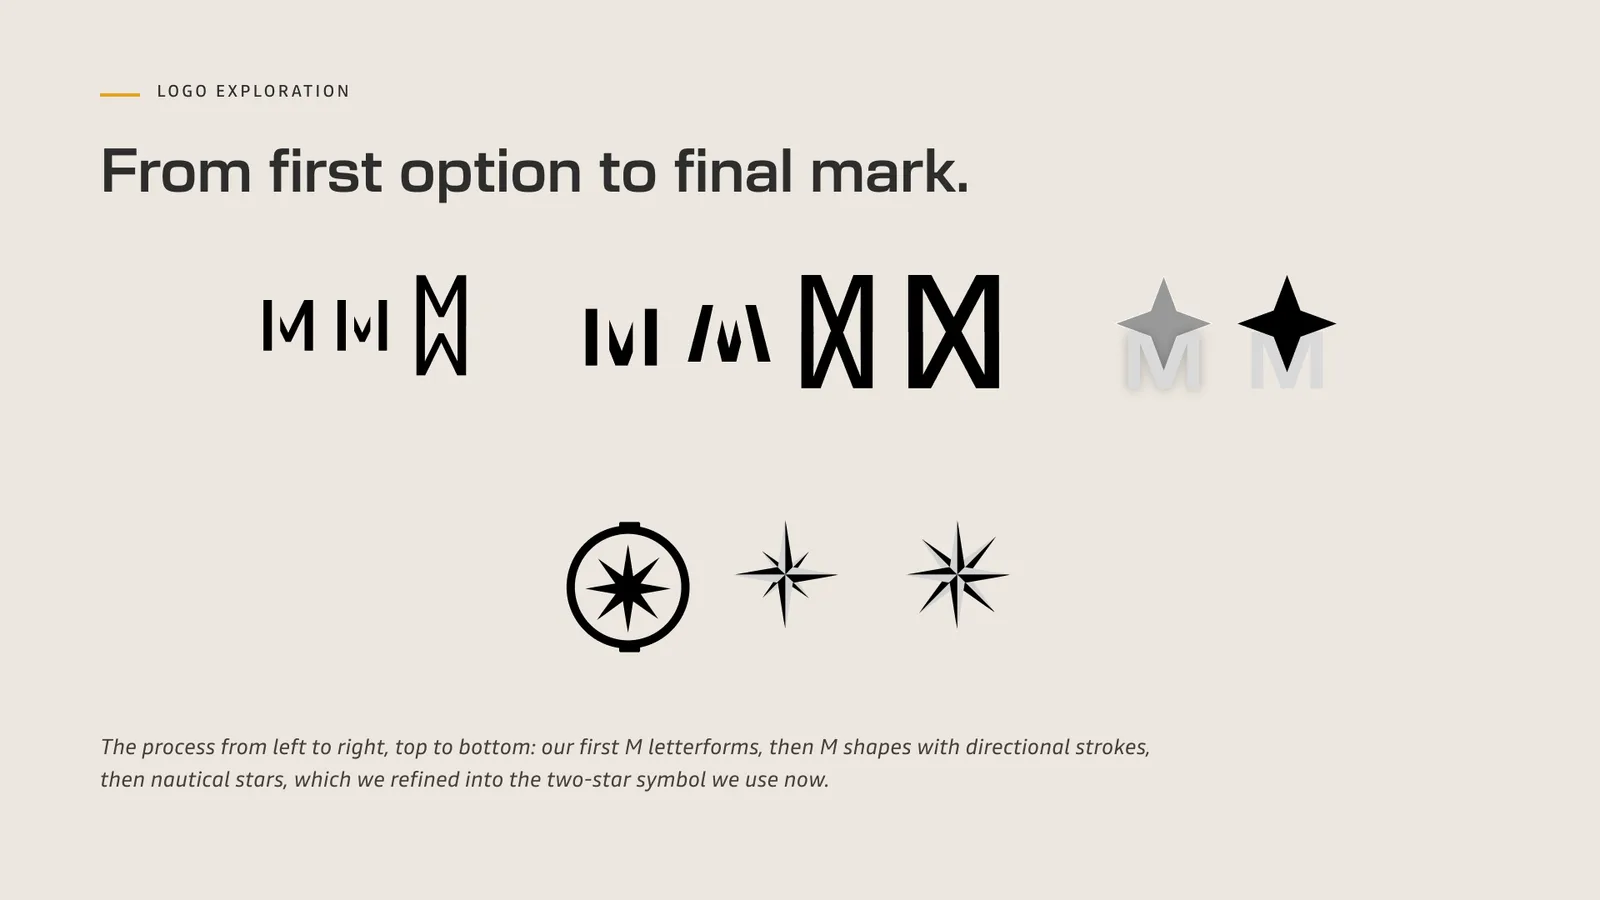 LOGO EXPLORATION
From first option to final mark.
M M M
M M M M
M M
The process from left to right, top to bottom: our first M letterforms, then M shapes with directional strokes,
then nautical stars, which we refined into the two-star symbol we use now.